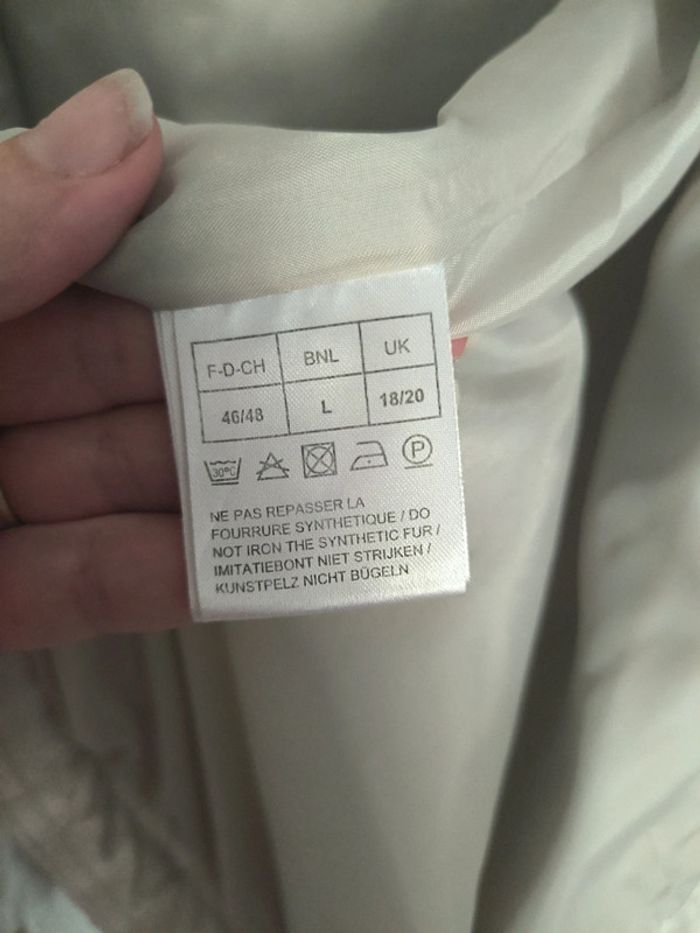 F-D-CH BNL UK
46/48 L 18/20
30°C P
NE PAS REPASSER LA
FOURRURE SYNTHETIQUE / DO
NOT IRON THE SYNTHETIC FUR /
IMITATIEBONT NIET STRIJKEN /
KUNSTPELZ NICHT BÜGELN